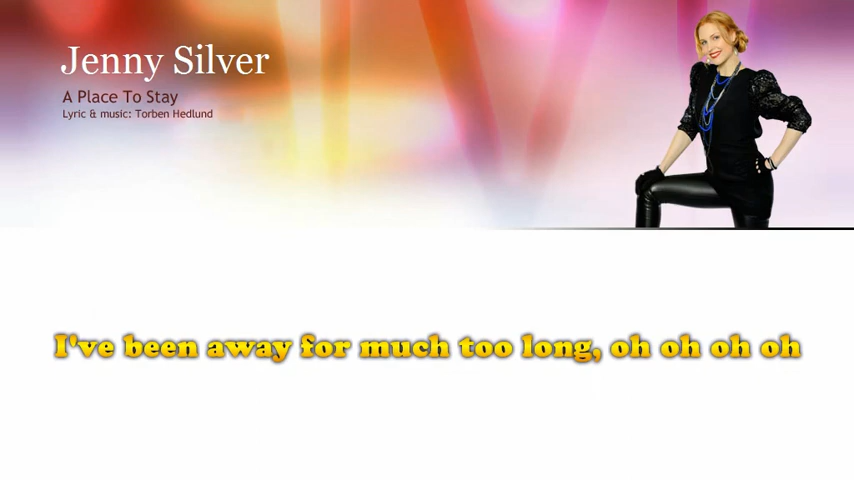 Jenny Silver
A Place To Stay
Lyric & music: Torben Hedlund
I've been away for much too long, oh oh oh oh